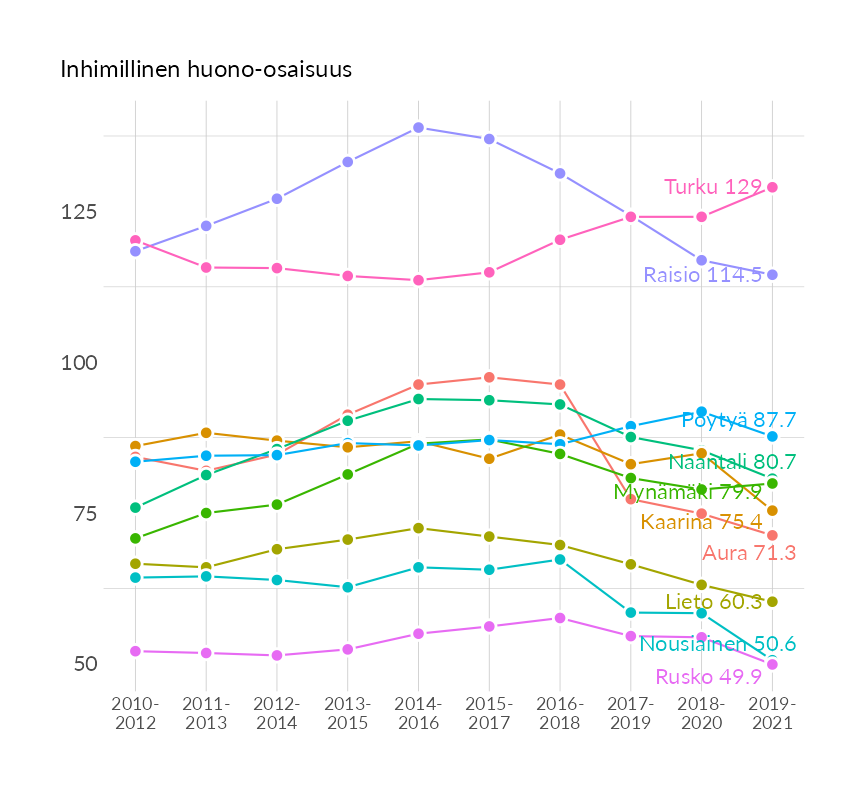 Inhimillinen huono-osaisuus
Turku 129
125
Raisio 114.5
100
Pöytyä 87.7
Naantali 80.7
Mynämäki 79.9
75
Kaarina 75.4
Aura 71.3
Lieto 60.3
Nousiainen 50.6
50
Rusko 49.9
2010- 2011- 2012- 2013- 2014- 2015- 2016- 2017- 2018- 2019-
2012 2013 2014 2015 2016 2017 2018 2019 2020 2021